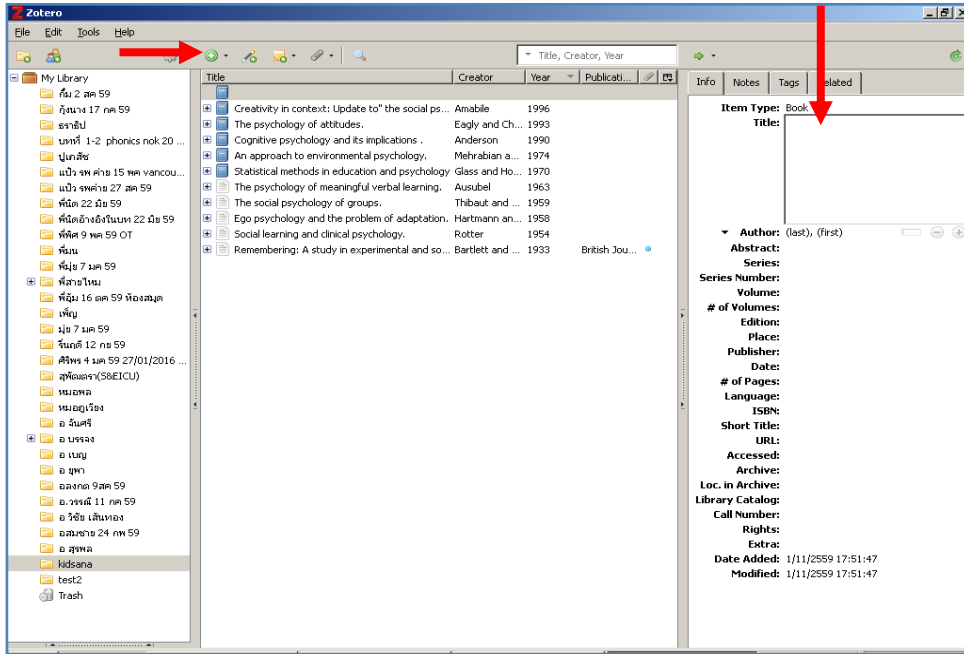 Zotero
File Edit Tools Help
Title, Creator, Year
My Library
กิ๊ม 2 สค 59
กุ้งนาง 17 กค 59
ธราธิป
บทที่ 1-2 phonics nok 20 ...
ปูเภสัช
แป๋ว รพ ค่าย 15 พค vancou...
แป๋ว รพค่าย 27 สค 59
พี่นิด 22 มิย 59
พี่นิดอ้างอิงในบท 22 มิย 59
พี่พิศ 9 พค 59 OT
พี่มน
พี่มุ่ย 7 มค 59
พี่สายไหม
พี่อุ้ม 16 ตค 59 ห้องสมุด
เพ็ญ
มุ่ย 7 มค 59
รื่นฤดี 12 กย 59
ศิริพร 4 มค 59 27/01/2016 ...
สุพัฒตรา(S&EICU)
หมอพล
หมอภูเวียง
อ จันศรี
อ บรรจง
อ เบญ
อ ยุพา
อลงกต 9สค 59
อ.วรรณี 11 กค 59
อ วิชัย เส้นทอง
อสมชาย 24 กพ 59
อ สุรพล
kidsana
test2
Trash
Title Creator Year Publicati...
Creativity in context: Update to" the social ps... Amabile 1996
The psychology of attitudes. Eagly and Ch... 1993
Cognitive psychology and its implications . Anderson 1990
An approach to environmental psychology. Mehrabian a... 1974
Statistical methods in education and psychology Glass and Ho... 1970
The psychology of meaningful verbal learning. Ausubel 1963
The social psychology of groups. Thibaut and ... 1959
Ego psychology and the problem of adaptation. Hartmann an... 1958
Social learning and clinical psychology. Rotter 1954
Remembering: A study in experimental and so... Bartlett and ... 1933 British Jou...
Info Notes Tags Related
Item Type: Book
Title:
Author: (last), (first)
Abstract:
Series:
Series Number:
Volume:
# of Volumes:
Edition:
Place:
Publisher:
Date:
# of Pages:
Language:
ISBN:
Short Title:
URL:
Accessed:
Archive:
Loc. in Archive:
Library Catalog:
Call Number:
Rights:
Extra:
Date Added: 1/11/2559 17:51:47
Modified: 1/11/2559 17:51:47